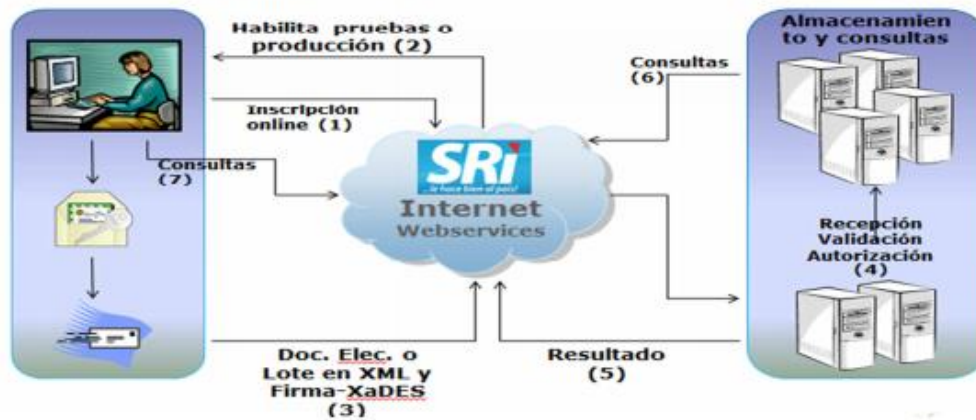 Habilita pruebas o
producción (2)
Inscripción
online (1)
Consultas
(7)
SRi
...le hace bien al país!
Internet
Webservices
Doc. Elec. o
Lote en XML y
Firma-XaDES
(3)
Resultado
(5)
Consultas
(6)
Almacenamien
to y consultas
Recepción
Validación
Autorización
(4)